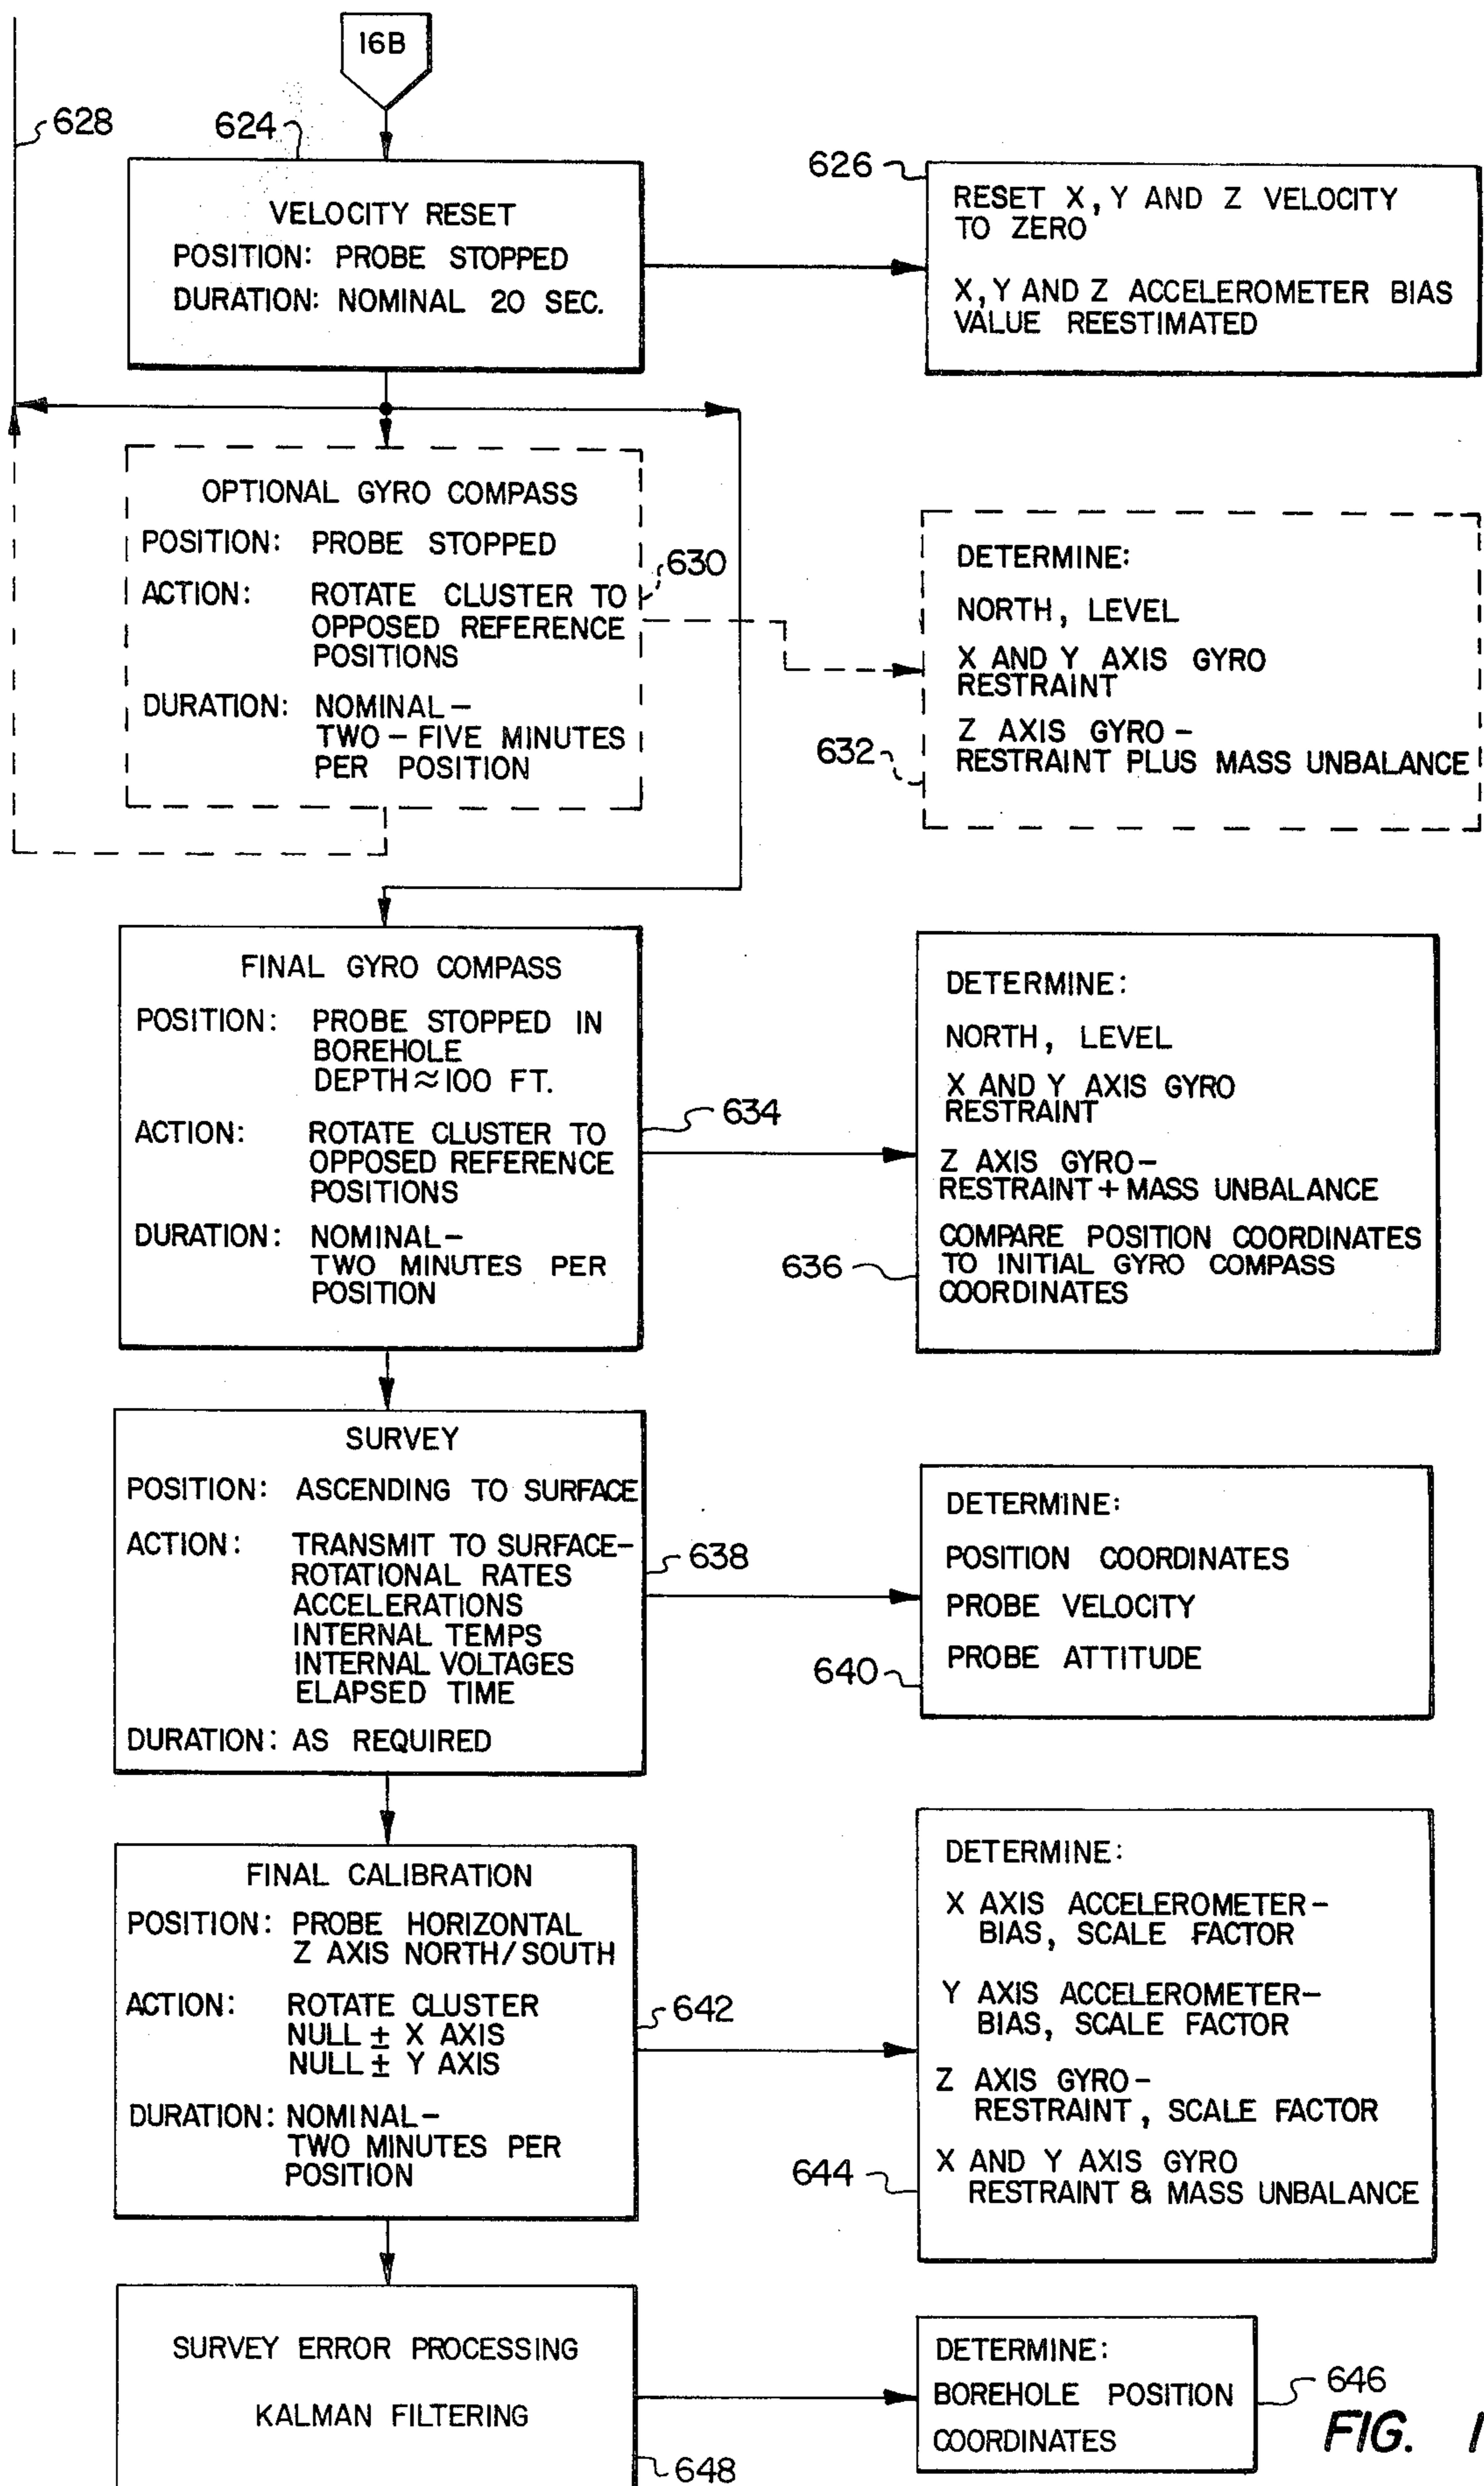 16B
628
624
VELOCITY RESET
POSITION: PROBE STOPPED
DURATION: NOMINAL 20 SEC.
626
RESET X, Y AND Z VELOCITY
TO ZERO
X, Y AND Z ACCELEROMETER BIAS
VALUE REESTIMATED
OPTIONAL GYRO COMPASS
POSITION: PROBE STOPPED
ACTION: ROTATE CLUSTER TO
OPPOSED REFERENCE
POSITIONS
DURATION: NOMINAL-
TWO-FIVE MINUTES
PER POSITION
630
DETERMINE:
NORTH, LEVEL
X AND Y AXIS GYRO
RESTRAINT
Z AXIS GYRO-
RESTRAINT PLUS MASS UNBALANCE
632
FINAL GYRO COMPASS
POSITION: PROBE STOPPED IN
BOREHOLE
DEPTH≈100 FT.
ACTION: ROTATE CLUSTER TO
OPPOSED REFERENCE
POSITIONS
DURATION: NOMINAL-
TWO MINUTES PER
POSITION
634
DETERMINE:
NORTH, LEVEL
X AND Y AXIS GYRO
RESTRAINT
Z AXIS GYRO-
RESTRAINT+MASS UNBALANCE
COMPARE POSITION COORDINATES
TO INITIAL GYRO COMPASS
COORDINATES
636
SURVEY
POSITION: ASCENDING TO SURFACE
ACTION: TRANSMIT TO SURFACE-
ROTATIONAL RATES
ACCELERATIONS
INTERNAL TEMPS
INTERNAL VOLTAGES
ELAPSED TIME
DURATION: AS REQUIRED
638
DETERMINE:
POSITION COORDINATES
PROBE VELOCITY
PROBE ATTITUDE
640
FINAL CALIBRATION
POSITION: PROBE HORIZONTAL
Z AXIS NORTH/SOUTH
ACTION: ROTATE CLUSTER
NULL ± X AXIS
NULL ± Y AXIS
DURATION: NOMINAL-
TWO MINUTES PER
POSITION
642
DETERMINE:
X AXIS ACCELEROMETER-
BIAS, SCALE FACTOR
Y AXIS ACCELEROMETER-
BIAS, SCALE FACTOR
Z AXIS GYRO-
RESTRAINT, SCALE FACTOR
X AND Y AXIS GYRO
RESTRAINT & MASS UNBALANCE
644
SURVEY ERROR PROCESSING
KALMAN FILTERING
648
DETERMINE:
BOREHOLE POSITION
COORDINATES
646
FIG. 1